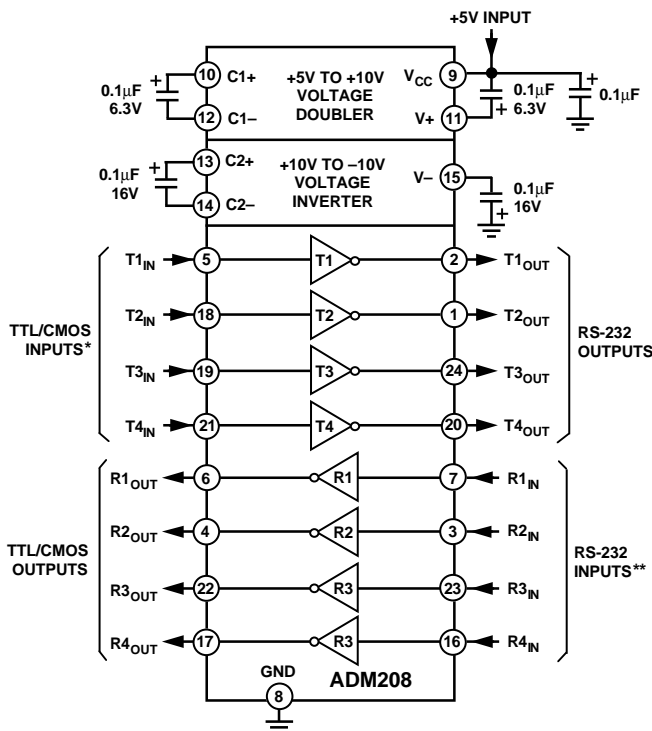 +5V INPUT
0.1μF
6.3V
+
10
C1+
12
C1–
+5V TO +10V
VOLTAGE
DOUBLER
VCC
9
V+
11
+
0.1μF
6.3V
+
0.1μF
0.1μF
16V
+
13
C2+
14
C2–
+10V TO –10V
VOLTAGE
INVERTER
V–
15
+
0.1μF
16V
TTL/CMOS
INPUTS*
T1IN 5 T1 2 T1OUT
T2IN 18 T2 1 T2OUT
T3IN 19 T3 24 T3OUT
T4IN 21 T4 20 T4OUT
RS-232
OUTPUTS
TTL/CMOS
OUTPUTS
R1OUT 6 R1 7 R1IN
R2OUT 4 R2 3 R2IN
R3OUT 22 R3 23 R3IN
R4OUT 17 R3 16 R4IN
RS-232
INPUTS**
GND
8
ADM208